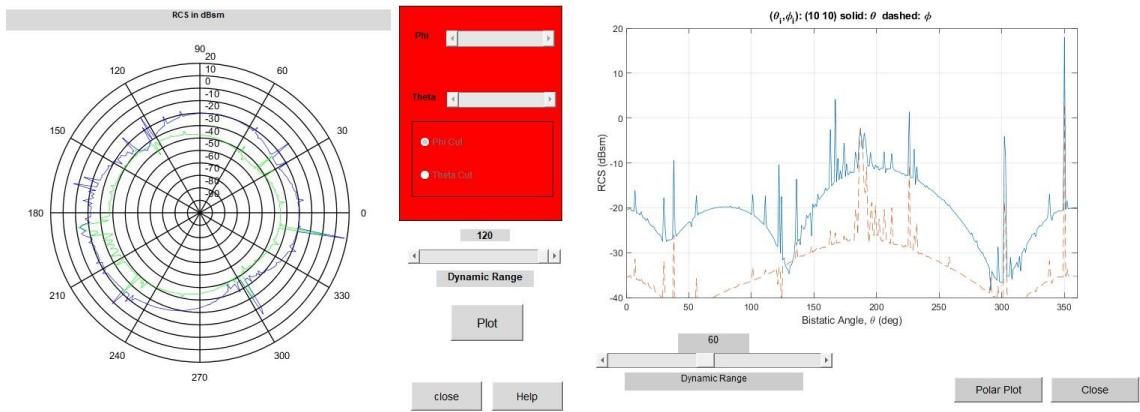 RCS in dBsm
90
120
60
20
10
0
-10
-20
-30
-40
-50
-60
-70
-80
-90
150
30
180
0
210
330
240
300
270
Phi
Theta
Phi Cut
Theta Cut
120
Dynamic Range
Plot
close
Help
(θi,ϕi): (10 10) solid: θ dashed: ϕ
RCS (dBsm)
20
10
0
-10
-20
-30
-40
0
50
100
150
200
250
300
350
Bistatic Angle, θ (deg)
60
Dynamic Range
Polar Plot
Close